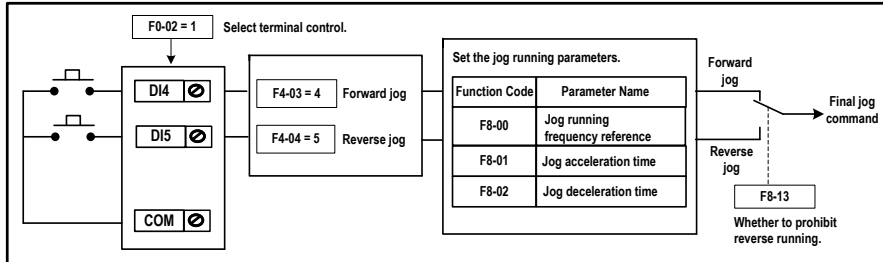 F0-02 = 1
Select terminal control.
DI4
DI5
COM
F4-03 = 4
Forward jog
F4-04 = 5
Reverse jog
Set the jog running parameters.
Function Code
Parameter Name
F8-00
Jog running
frequency reference
F8-01
Jog acceleration time
F8-02
Jog deceleration time
Forward
jog
Reverse
jog
Final jog
command
F8-13
Whether to prohibit
reverse running.